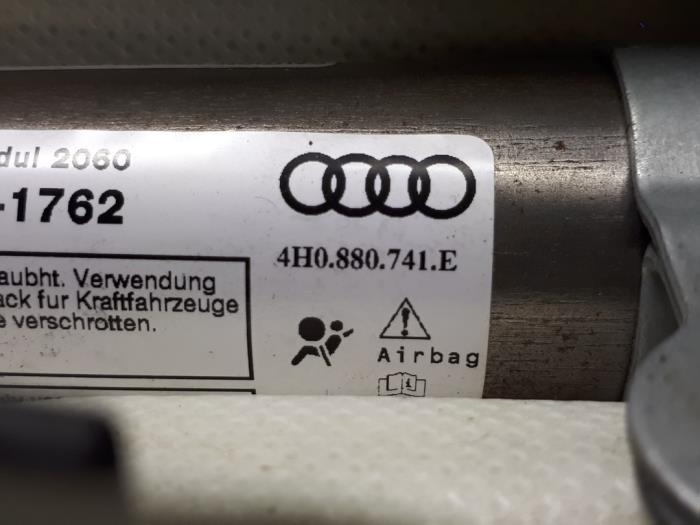 dul 2060
-1762
4H0.880.741.E
aubht. Verwendung
ack fur Kraftfahrzeuge
e verschrotten.
Airbag